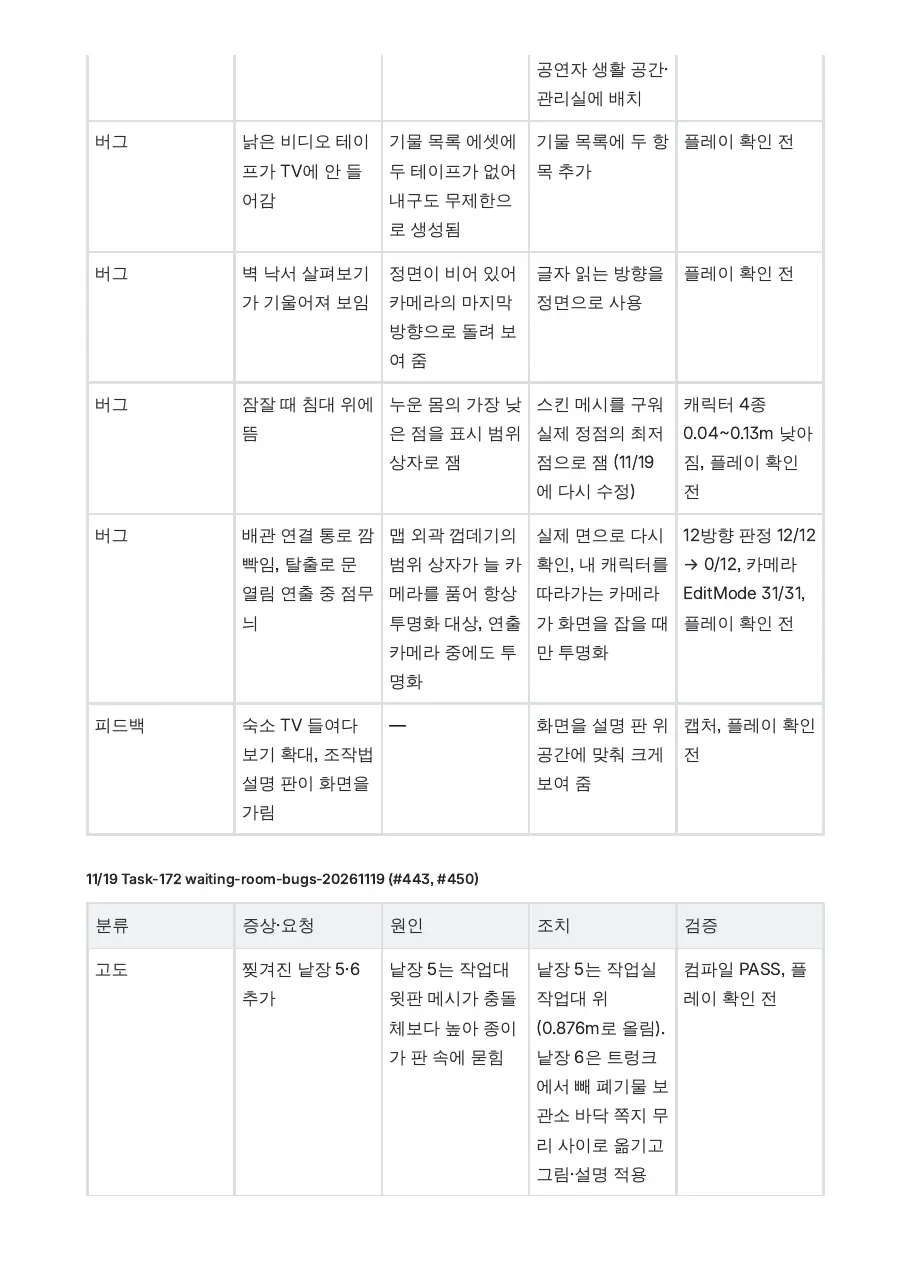 공연자 생활 공간·
관리실에 배치
버그
낡은 비디오 테이
프가 TV에 안 들
어감
기물 목록 에셋에
두 테이프가 없어
내구도 무제한으
로 생성됨
기물 목록에 두 항
목 추가
플레이 확인 전
버그
벽 낙서 살펴보기
가 기울어져 보임
정면이 비어 있어
카메라의 마지막
방향으로 돌려 보
여 줌
글자 읽는 방향을
정면으로 사용
플레이 확인 전
버그
잠잘 때 침대 위에
뜸
누운 몸의 가장 낮
은 점을 표시 범위
상자로 잼
스킨 메시를 구워
실제 정점의 최저
점으로 잼 (11/19
에 다시 수정)
캐릭터 4종
0.04~0.13m 낮아
짐, 플레이 확인
전
버그
배관 연결 통로 깜
빡임, 탈출로 문
열림 연출 중 점무
늬
맵 외곽 껍데기의
범위 상자가 늘 카
메라를 품어 항상
투명화 대상, 연출
카메라 중에도 투
명화
실제 면으로 다시
확인, 내 캐릭터를
따라가는 카메라
가 화면을 잡을 때
만 투명화
12방향 판정 12/12
→ 0/12, 카메라
EditMode 31/31,
플레이 확인 전
피드백
숙소 TV 들여다
보기 확대, 조작법
설명 판이 화면을
가림
—
화면을 설명 판 위
공간에 맞춰 크게
보여 줌
캡처, 플레이 확인
전
11/19 Task-172 waiting-room-bugs-20261119 (#443, #450)
분류
증상·요청
원인
조치
검증
고도
찢겨진 낱장 5·6
추가
낱장 5는 작업대
윗판 메시가 충돌
체보다 높아 종이
가 판 속에 묻힘
낱장 5는 작업실
작업대 위
(0.876m로 올림).
낱장 6은 트렁크
에서 빼 폐기물 보
관소 바닥 쪽지 무
리 사이로 옮기고
그림·설명 적용
컴파일 PASS, 플
레이 확인 전